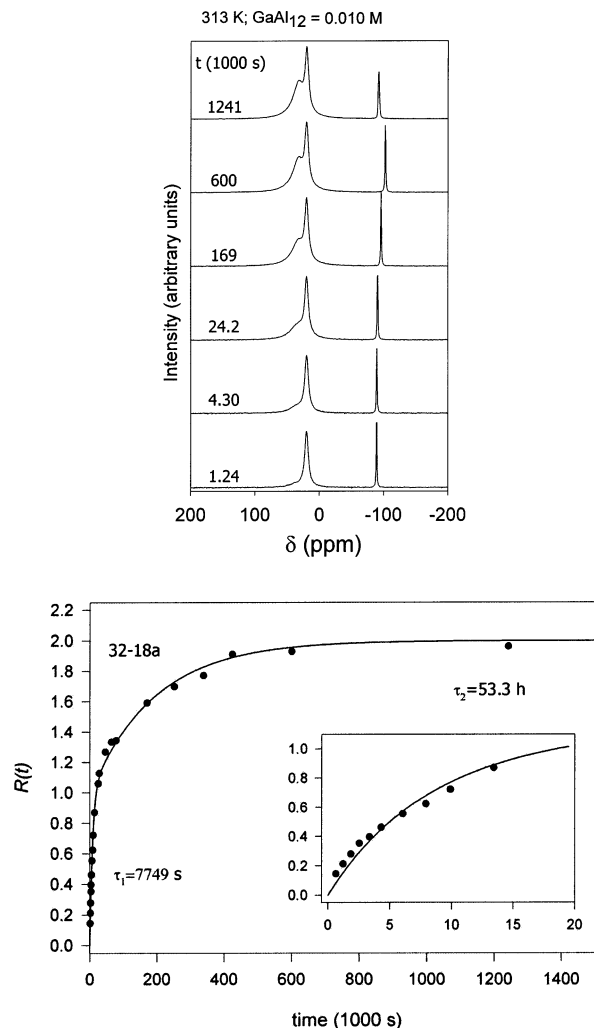 313 K; GaAl12 = 0.010 M
t (1000 s)
1241
600
169
24.2
4.30
1.24
Intensity (arbitrary units)
200 100 0 -100 -200
δ (ppm)
2.2
2.0
1.8
1.6
1.4
1.2
1.0
0.8
0.6
0.4
0.2
0.0
R(t)
32-18a
τ2=53.3 h
τ1=7749 s
1.0
0.8
0.6
0.4
0.2
0.0
0 5 10 15 20
0 200 400 600 800 1000 1200 1400
time (1000 s)